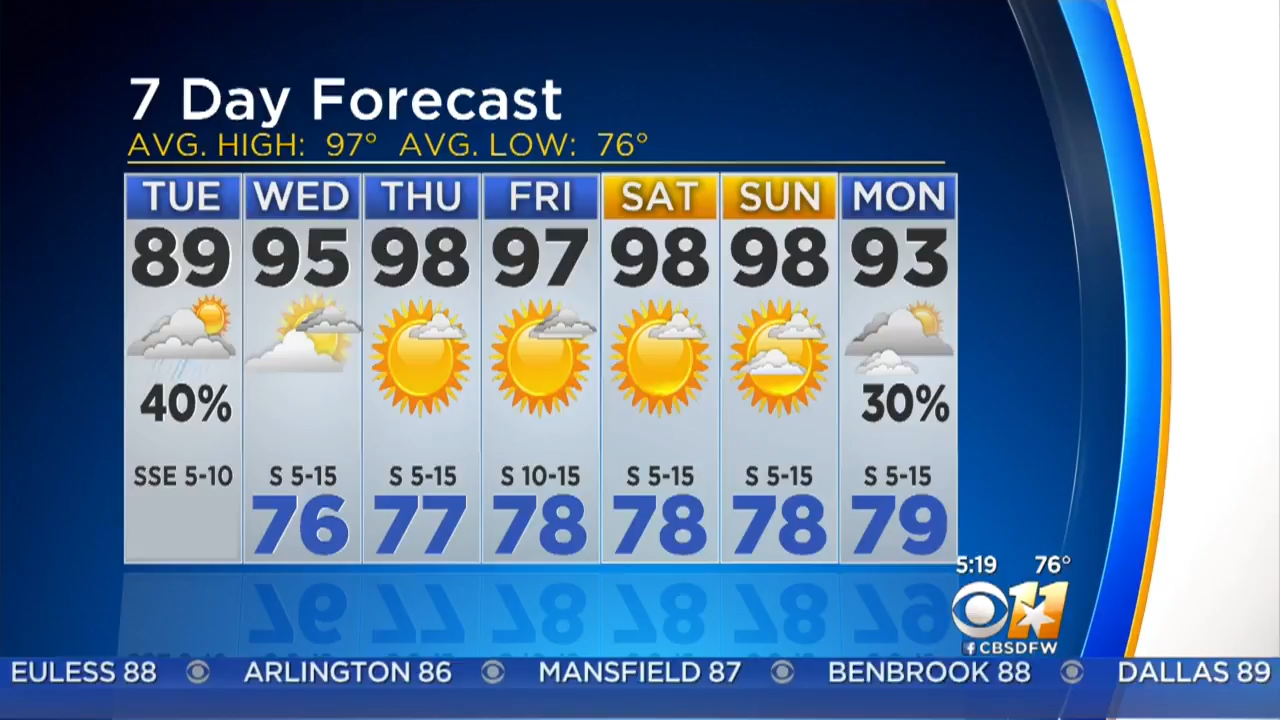 7 Day Forecast
AVG. HIGH: 97° AVG. LOW: 76°
TUE WED THU FRI SAT SUN MON
89 95 98 97 98 98 93
40% 30%
SSE 5-10 S 5-15 S 5-15 S 10-15 S 5-15 S 5-15 S 5-15
76 77 78 78 78 79
5:19 76°
11
f CBSDFW
EULESS 88 ARLINGTON 86 MANSFIELD 87 BENBROOK 88 DALLAS 89